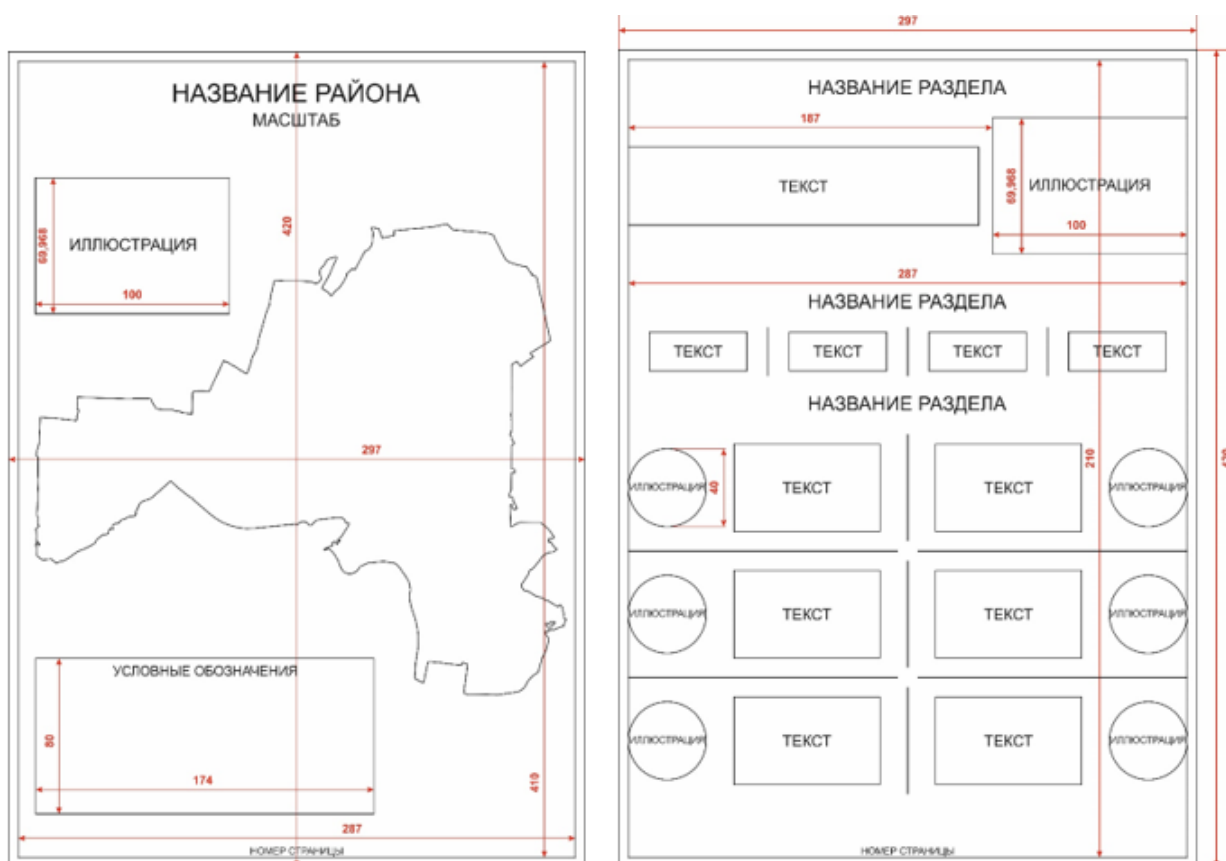 НАЗВАНИЕ РАЙОНА
МАСШТАБ
69,968
ИЛЛЮСТРАЦИЯ
100
420
297
УСЛОВНЫЕ ОБОЗНАЧЕНИЯ
80
174
410
287
НОМЕР СТРАНИЦЫ
297
НАЗВАНИЕ РАЗДЕЛА
187
ТЕКСТ
69,968
ИЛЛЮСТРАЦИЯ
100
287
НАЗВАНИЕ РАЗДЕЛА
ТЕКСТ ТЕКСТ ТЕКСТ ТЕКСТ
НАЗВАНИЕ РАЗДЕЛА
210
420
ИЛЛЮСТРАЦИЯ 40 ТЕКСТ ТЕКСТ ИЛЛЮСТРАЦИЯ
ИЛЛЮСТРАЦИЯ ТЕКСТ ТЕКСТ ИЛЛЮСТРАЦИЯ
ИЛЛЮСТРАЦИЯ ТЕКСТ ТЕКСТ ИЛЛЮСТРАЦИЯ
НОМЕР СТРАНИЦЫ